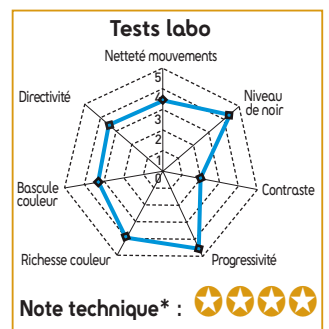 Tests labo
Netteté mouvements
5
4
3
2
1
0
Niveau
de noir
Contraste
Progressivité
Richesse couleur
Bascule
couleur
Directivité
Note technique* :